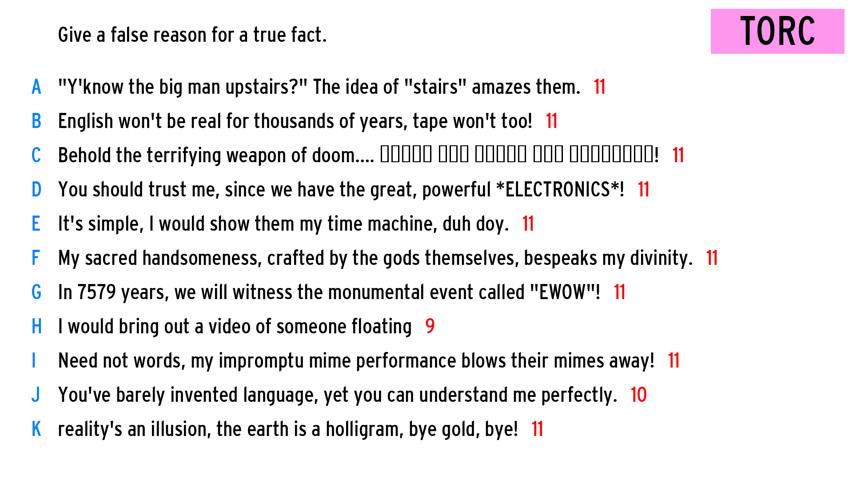 Give a false reason for a true fact.
TORC
A "Y'know the big man upstairs?" The idea of "stairs" amazes them. 11
B English won't be real for thousands of years, tape won't too! 11
C Behold the terrifying weapon of doom.... ▯▯▯▯▯ ▯▯▯ ▯▯▯▯▯ ▯▯▯ ▯▯▯▯▯▯▯▯! 11
D You should trust me, since we have the great, powerful *ELECTRONICS*! 11
E It's simple, I would show them my time machine, duh doy. 11
F My sacred handsomeness, crafted by the gods themselves, bespeaks my divinity. 11
G In 7579 years, we will witness the monumental event called "EWOW"! 11
H I would bring out a video of someone floating 9
I Need not words, my impromptu mime performance blows their mimes away! 11
J You've barely invented language, yet you can understand me perfectly. 10
K reality's an illusion, the earth is a holligram, bye gold, bye! 11